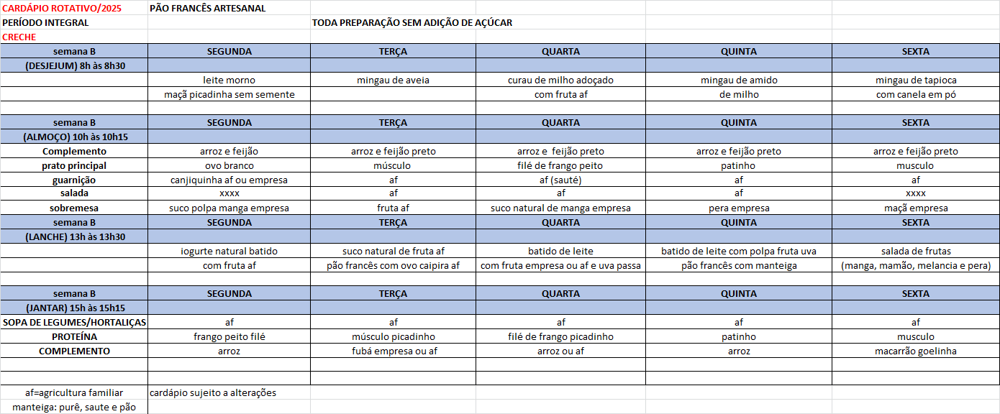 CARDÁPIO ROTATIVO/2025 PÃO FRANCÊS ARTESANAL
PERÍODO INTEGRAL TODA PREPARAÇÃO SEM ADIÇÃO DE AÇÚCAR
CRECHE
semana B SEGUNDA TERÇA QUARTA QUINTA SEXTA
(DESJEJUM) 8h às 8h30
leite morno mingau de aveia curau de milho adoçado mingau de amido mingau de tapioca
maçã picadinha sem semente com fruta af de milho com canela em pó
semana B SEGUNDA TERÇA QUARTA QUINTA SEXTA
(ALMOÇO) 10h às 10h15
Complemento arroz e feijão arroz e feijão preto arroz e feijão preto arroz e feijão preto arroz e feijão preto
prato principal ovo branco músculo filé de frango peito patinho musculo
guarnição canjiquinha af ou empresa af af (sauté) af af
salada xxxx af af af xxxx
sobremesa suco polpa manga empresa fruta af suco natural de manga empresa pera empresa maçã empresa
semana B SEGUNDA TERÇA QUARTA QUINTA SEXTA
(LANCHE) 13h às 13h30
iogurte natural batido suco natural de fruta af batido de leite batido de leite com polpa fruta uva salada de frutas
com fruta af pão francês com ovo caipira af com fruta empresa ou af e uva passa pão francês com manteiga (manga, mamão, melancia e pera)
semana B SEGUNDA TERÇA QUARTA QUINTA SEXTA
(JANTAR) 15h às 15h15
SOPA DE LEGUMES/HORTALIÇAS af af af af af
PROTEÍNA frango peito filé músculo picadinho filé de frango picadinho patinho musculo
COMPLEMENTO arroz fubá empresa ou af arroz ou af arroz macarrão goelinha
af=agricultura familiar cardápio sujeito a alterações
manteiga: purê, saute e pão